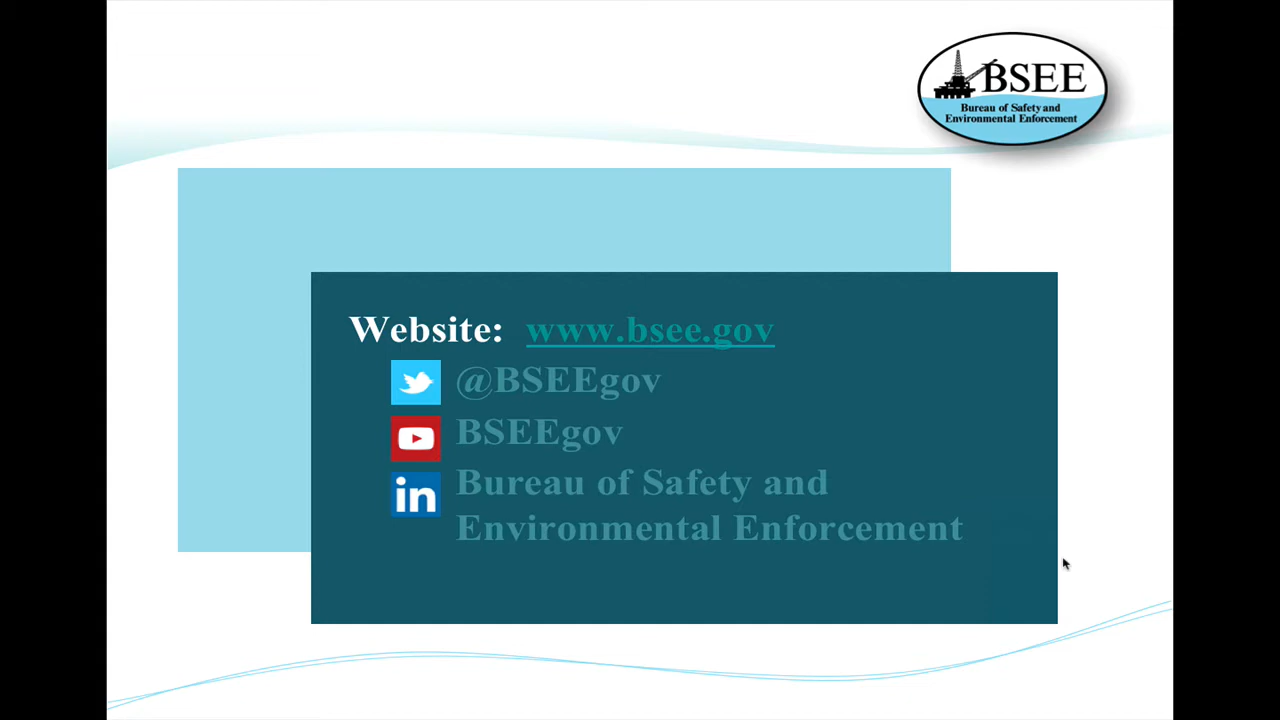 BSEE
Bureau of Safety and
Environmental Enforcement
Website: www.bsee.gov
@BSEEgov
BSEEgov
in Bureau of Safety and
Environmental Enforcement